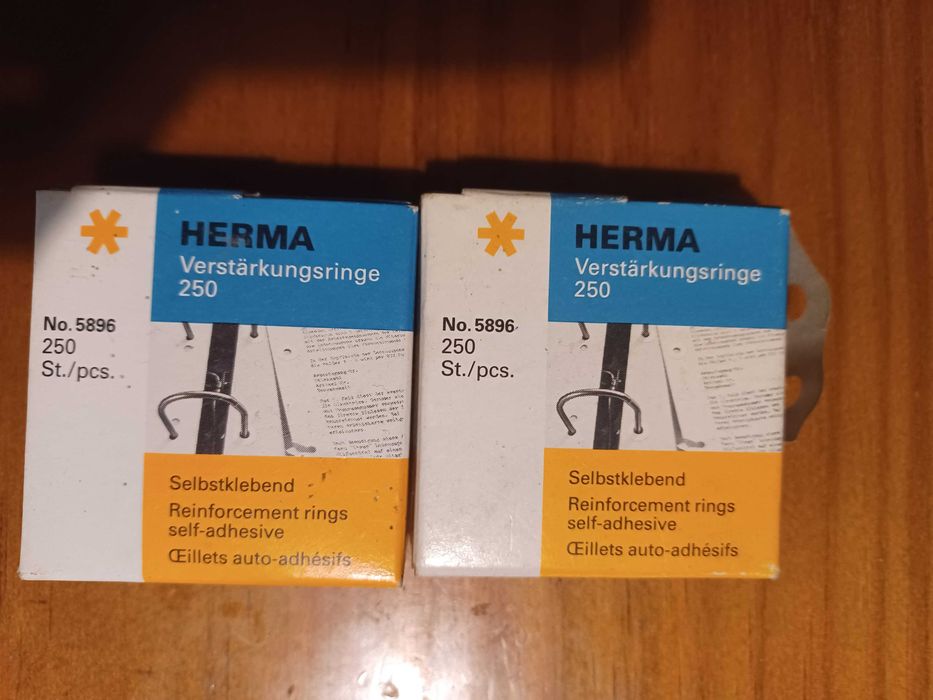 HERMA
Verstärkungsringe
250
No. 5896
250
St./pcs.
Selbstklebend
Reinforcement rings
self-adhesive
Œillets auto-adhésifs
HERMA
Verstärkungsringe
250
No. 5896
250
St./pcs.
Selbstklebend
Reinforcement rings
self-adhesive
Œillets auto-adhésifs